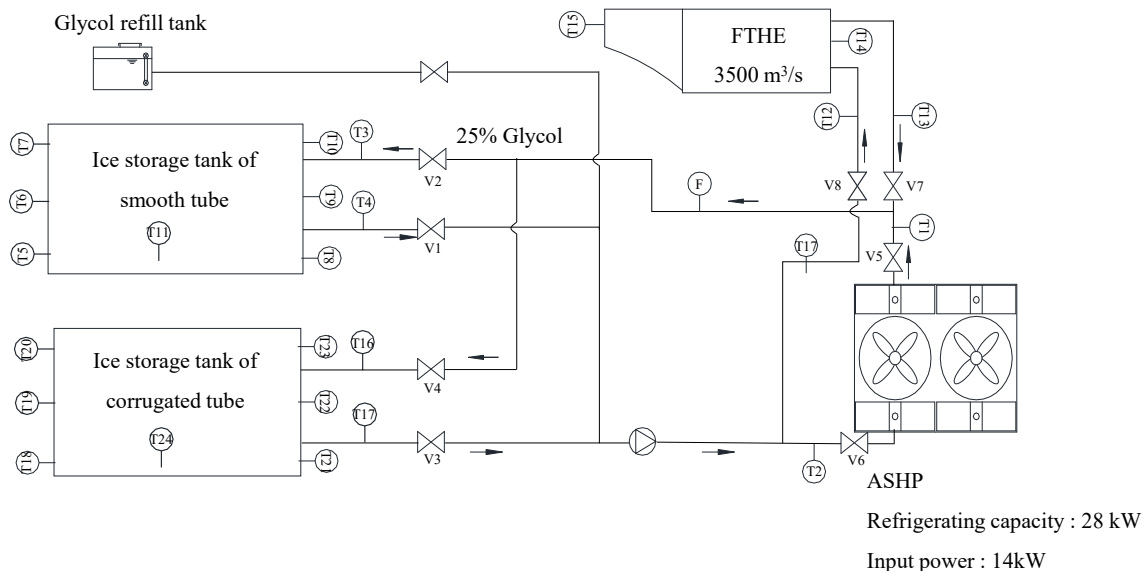 Glycol refill tank
T15
FTHE
3500 m³/s
T14
T12
T13
T7
T6
T5
Ice storage tank of
smooth tube
T11
T10
T9
T8
T3
T4
V2
V1
25% Glycol
F
V8
V7
T1
V5
T17
T20
T19
T18
Ice storage tank of
corrugated tube
T24
T23
T22
T21
T16
T17
V4
V3
T2
V6
ASHP
Refrigerating capacity : 28 kW
Input power : 14kW